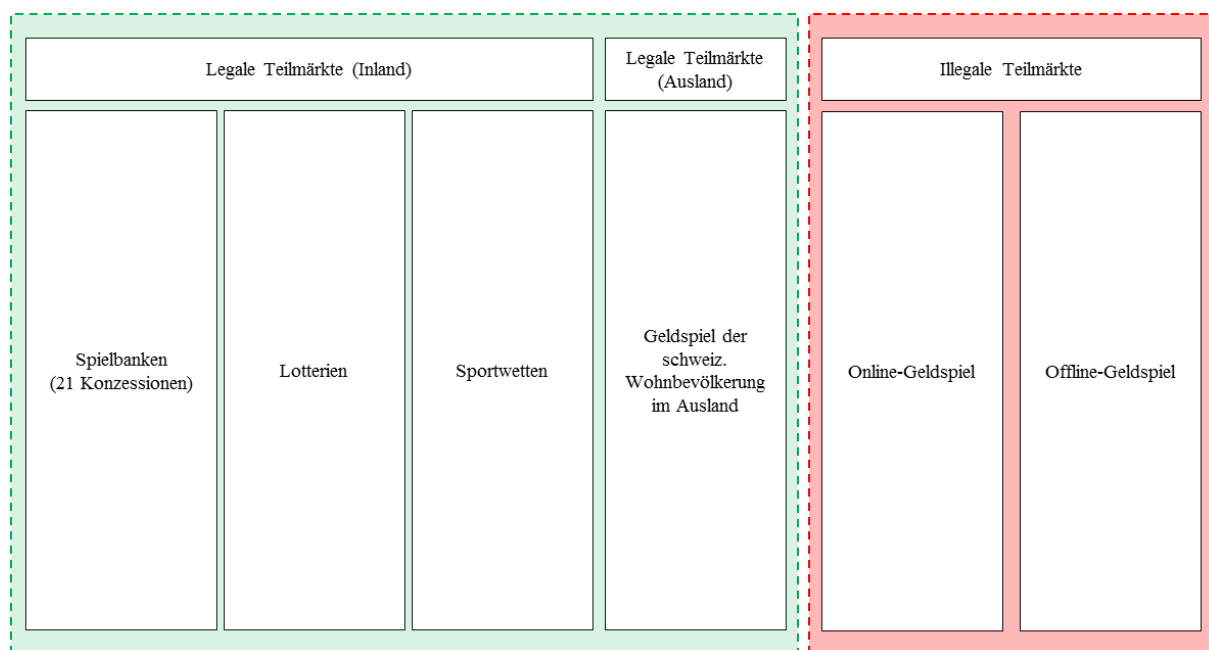 Legale Teilmärkte (Inland)
Legale Teilmärkte
(Ausland)
Illegale Teilmärkte
Spielbanken
(21 Konzessionen)
Lotterien
Sportwetten
Geldspiel der
schweiz.
Wohnbevölkerung
im Ausland
Online-Geldspiel
Offline-Geldspiel